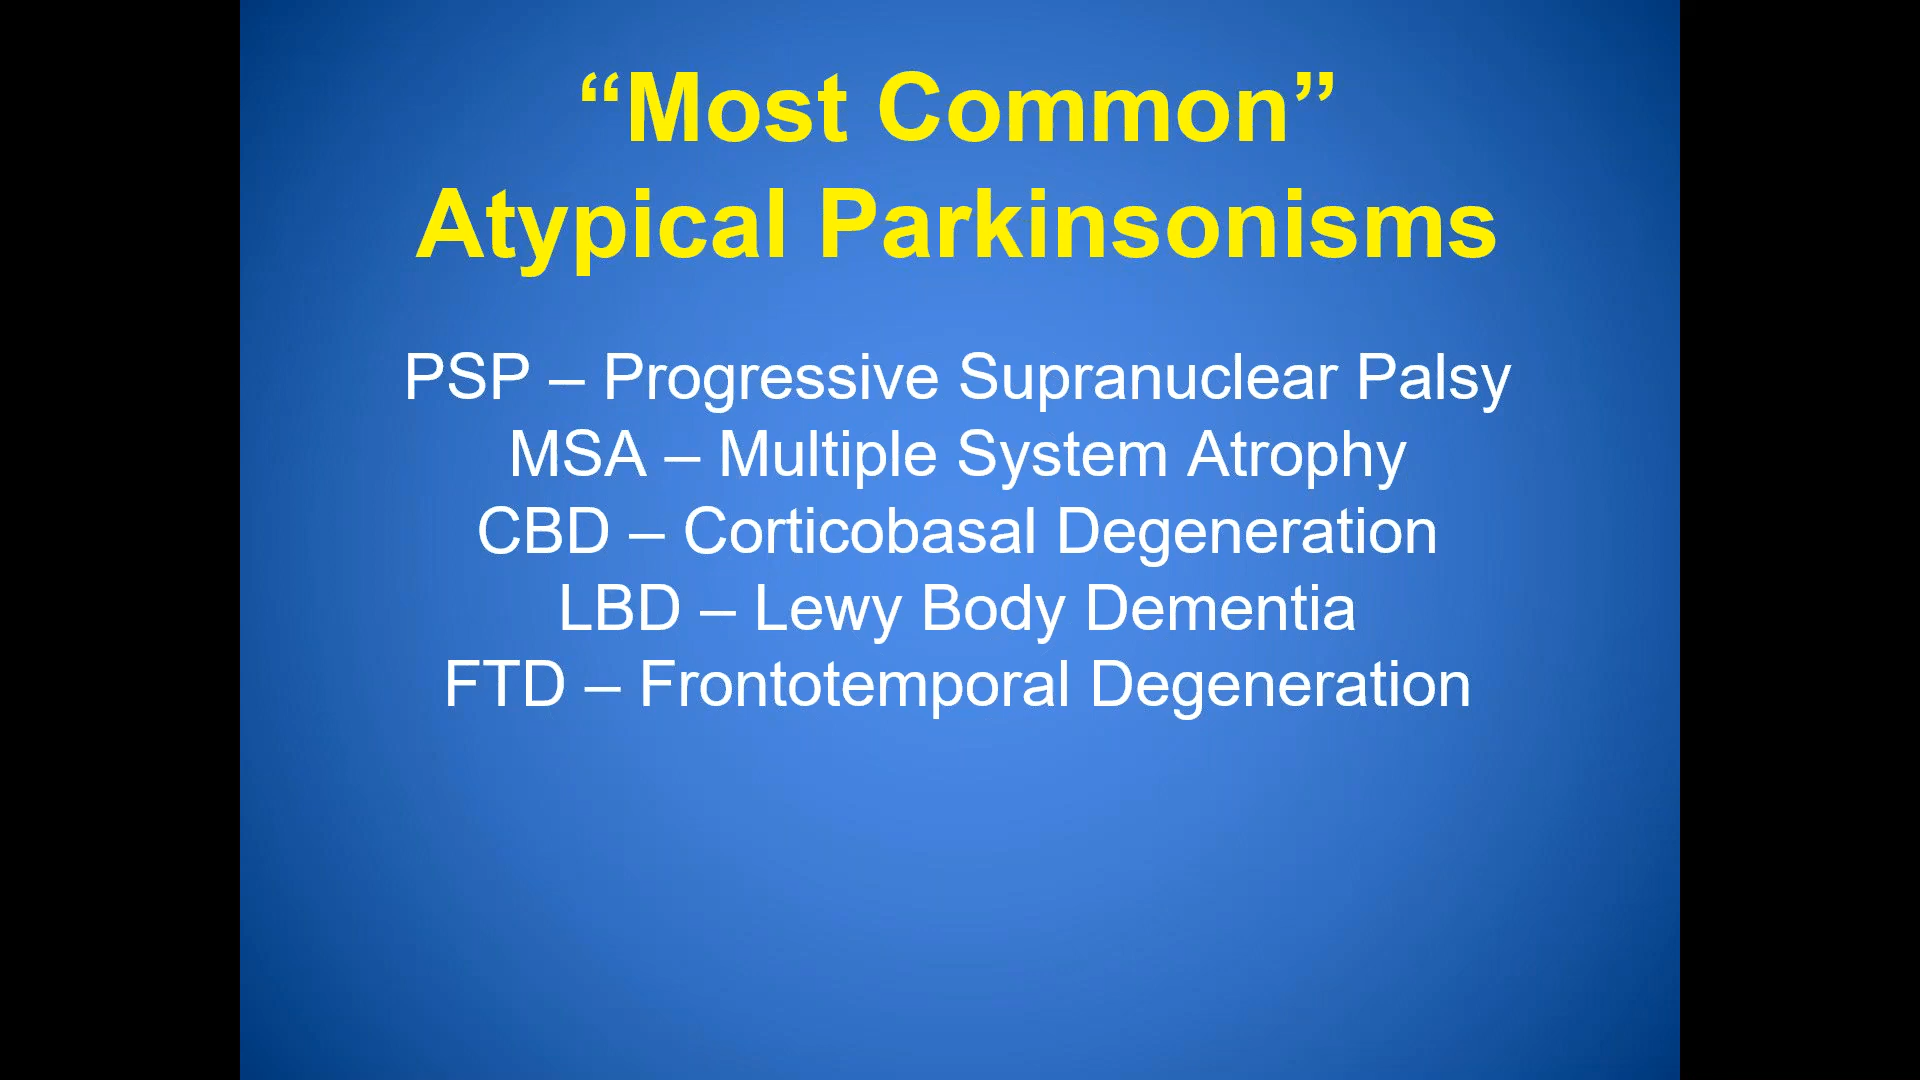 “Most Common”
Atypical Parkinsonisms
PSP – Progressive Supranuclear Palsy
MSA – Multiple System Atrophy
CBD – Corticobasal Degeneration
LBD – Lewy Body Dementia
FTD – Frontotemporal Degeneration